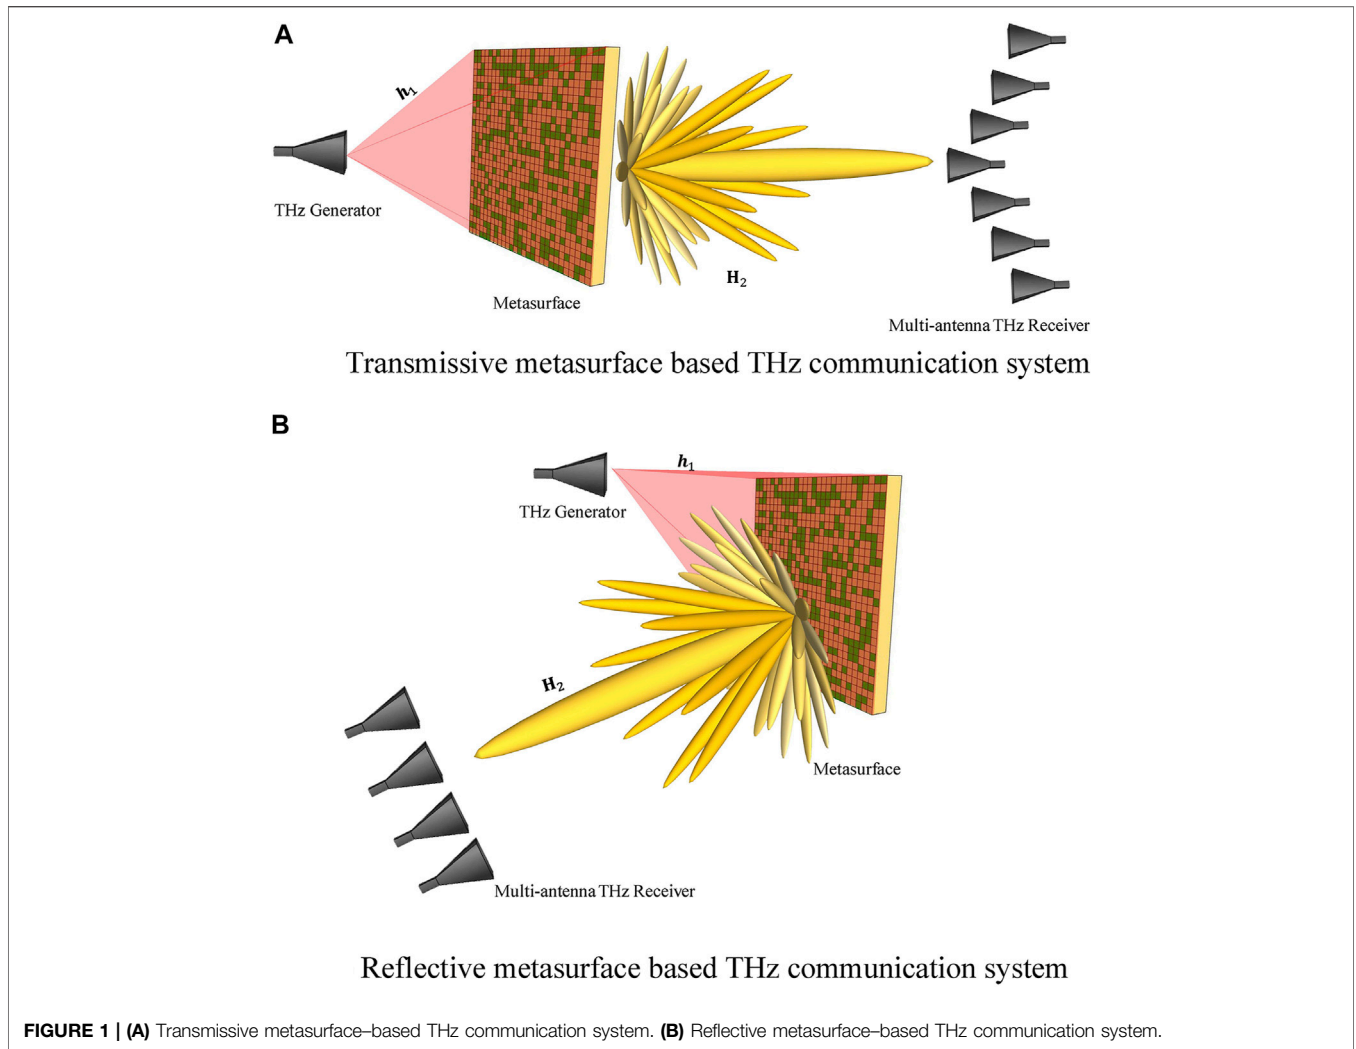 A
h₁
THz Generator
Metasurface
H₂
Multi-antenna THz Receiver
Transmissive metasurface based THz communication system
B
h₁
THz Generator
H₂
Metasurface
Multi-antenna THz Receiver
Reflective metasurface based THz communication system
FIGURE 1 | (A) Transmissive metasurface–based THz communication system. (B) Reflective metasurface–based THz communication system.